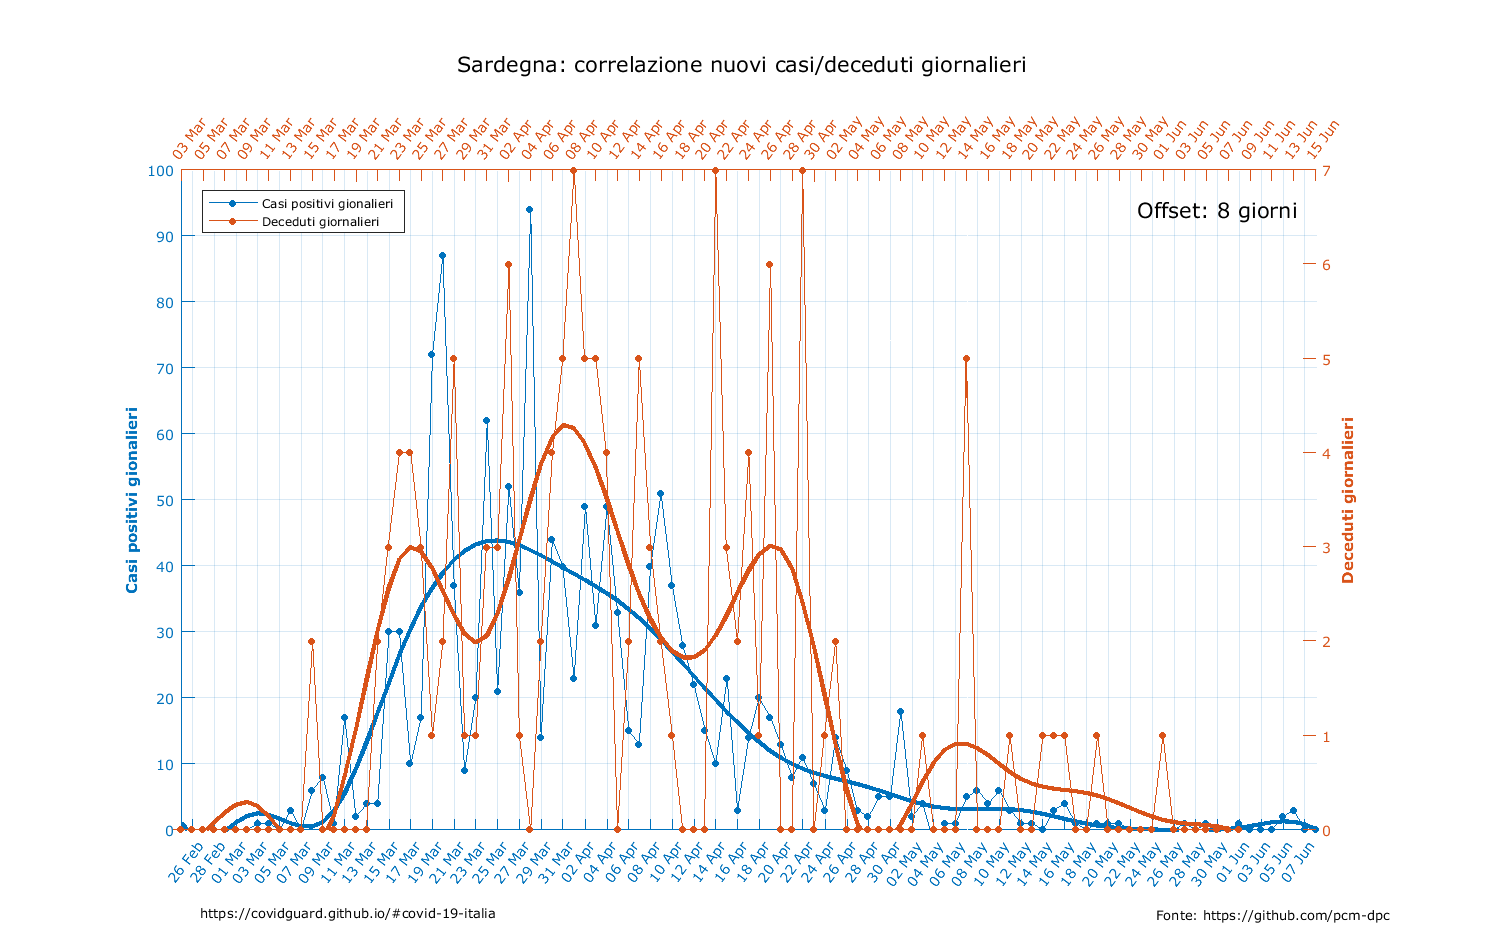 Sardegna: correlazione nuovi casi/deceduti giornalieri
03 Mar 05 Mar 07 Mar 09 Mar 11 Mar 13 Mar 15 Mar 17 Mar 19 Mar 21 Mar 23 Mar 25 Mar 27 Mar 29 Mar 31 Mar 02 Apr 04 Apr 06 Apr 08 Apr 10 Apr 12 Apr 14 Apr 16 Apr 18 Apr 20 Apr 22 Apr 24 Apr 26 Apr 28 Apr 30 Apr 02 May 04 May 06 May 08 May 10 May 12 May 14 May 16 May 18 May 20 May 22 May 24 May 26 May 28 May 30 May 01 Jun 03 Jun 05 Jun 07 Jun 09 Jun 11 Jun 13 Jun 15 Jun
Casi positivi gionalieri
Deceduti giornalieri
Offset: 8 giorni
100
90
80
70
60
50
40
30
20
10
0
Casi positivi gionalieri
7
6
5
4
3
2
1
0
Deceduti giornalieri
26 Feb 28 Feb 01 Mar 03 Mar 05 Mar 07 Mar 09 Mar 11 Mar 13 Mar 15 Mar 17 Mar 19 Mar 21 Mar 23 Mar 25 Mar 27 Mar 29 Mar 31 Mar 02 Apr 04 Apr 06 Apr 08 Apr 10 Apr 12 Apr 14 Apr 16 Apr 18 Apr 20 Apr 22 Apr 24 Apr 26 Apr 28 Apr 30 Apr 02 May 04 May 06 May 08 May 10 May 12 May 14 May 16 May 18 May 20 May 22 May 24 May 26 May 28 May 30 May 01 Jun 03 Jun 05 Jun 07 Jun
https://covidguard.github.io/#covid-19-italia
Fonte: https://github.com/pcm-dpc